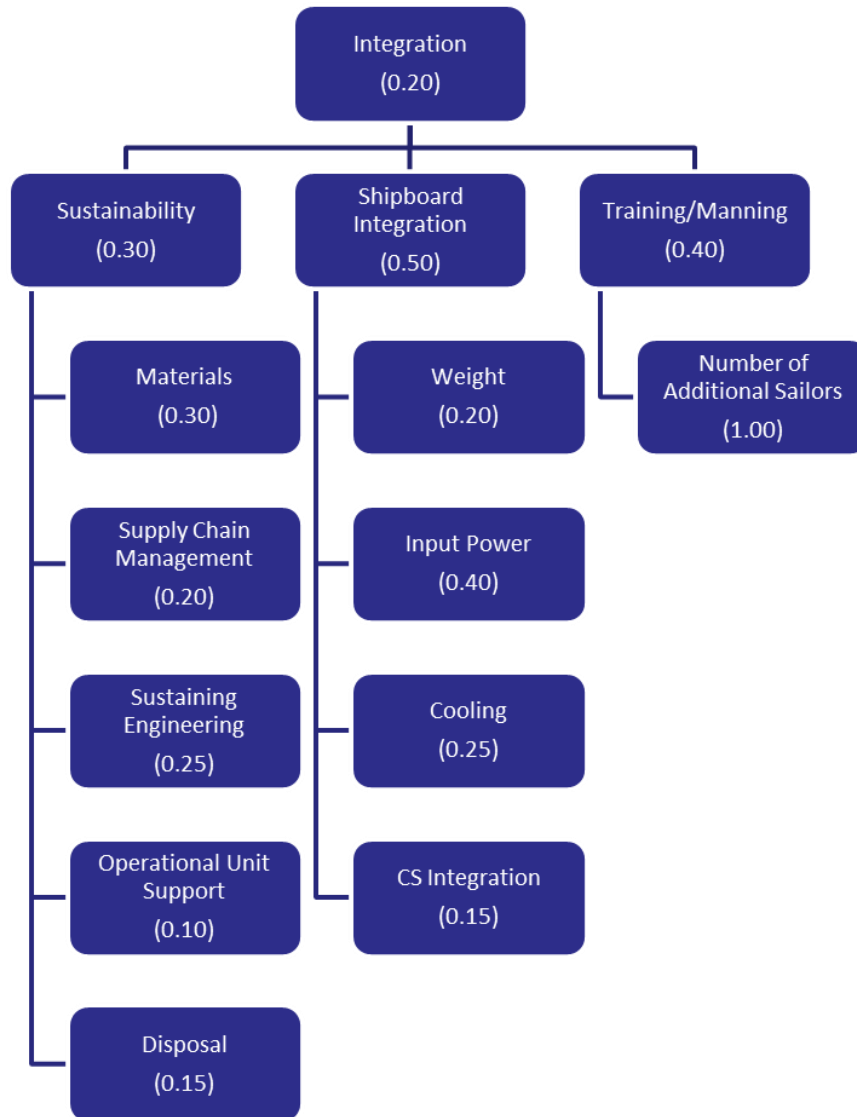 Integration
(0.20)
Sustainability
(0.30)
Shipboard
Integration
(0.50)
Training/Manning
(0.40)
Materials
(0.30)
Supply Chain
Management
(0.20)
Sustaining
Engineering
(0.25)
Operational Unit
Support
(0.10)
Disposal
(0.15)
Weight
(0.20)
Input Power
(0.40)
Cooling
(0.25)
CS Integration
(0.15)
Number of
Additional Sailors
(1.00)